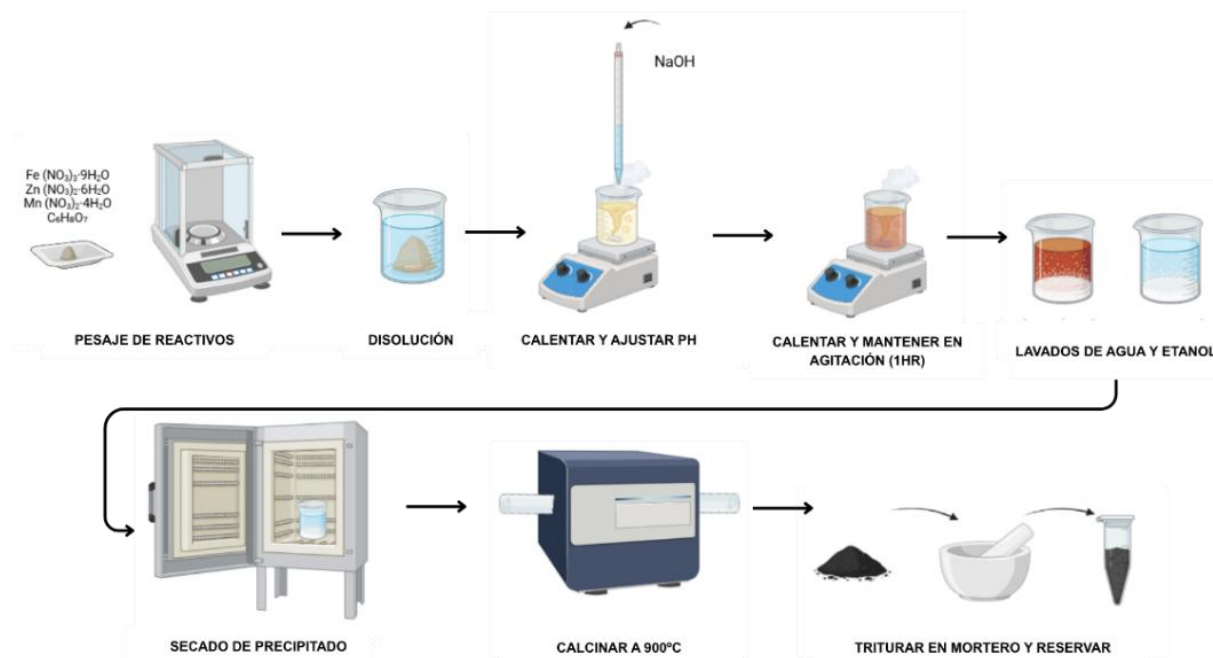 NaOH
Fe (NO₃)₃·9H₂O
Zn (NO₃)₂·6H₂O
Mn (NO₃)₂·4H₂O
C₆H₈O₇
PESAJE DE REACTIVOS
DISOLUCIÓN
CALENTAR Y AJUSTAR PH
CALENTAR Y MANTENER EN
AGITACIÓN (1HR)
LAVADOS DE AGUA Y ETANOL
SECADO DE PRECIPITADO
CALCINAR A 900ºC
TRITURAR EN MORTERO Y RESERVAR